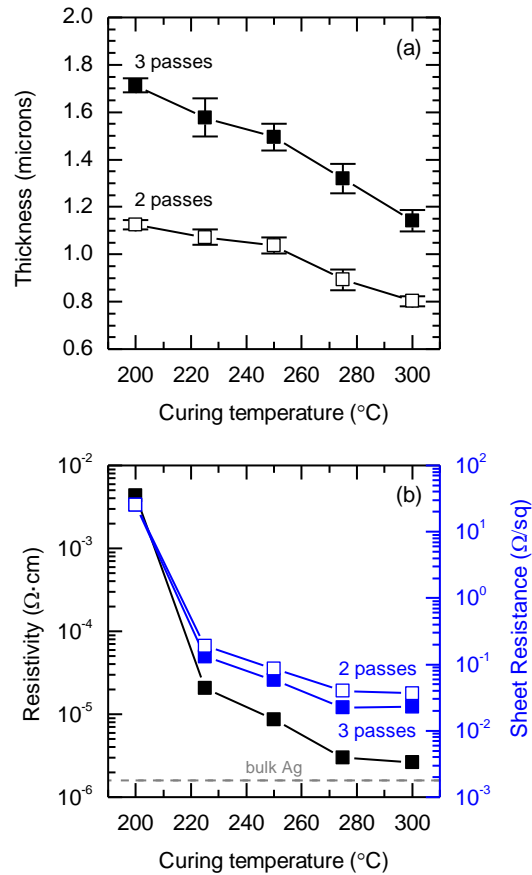 (a)
2.0
1.8
1.6
1.4
1.2
1.0
0.8
0.6
3 passes
2 passes
Thickness (microns)
200 220 240 260 280 300
Curing temperature (°C)
(b)
10⁻²
10⁻³
10⁻⁴
10⁻⁵
10⁻⁶
Resistivity (Ω·cm)
2 passes
3 passes
bulk Ag
10²
10¹
10⁰
10⁻¹
10⁻²
10⁻³
Sheet Resistance (Ω/sq)
200 220 240 260 280 300
Curing temperature (°C)